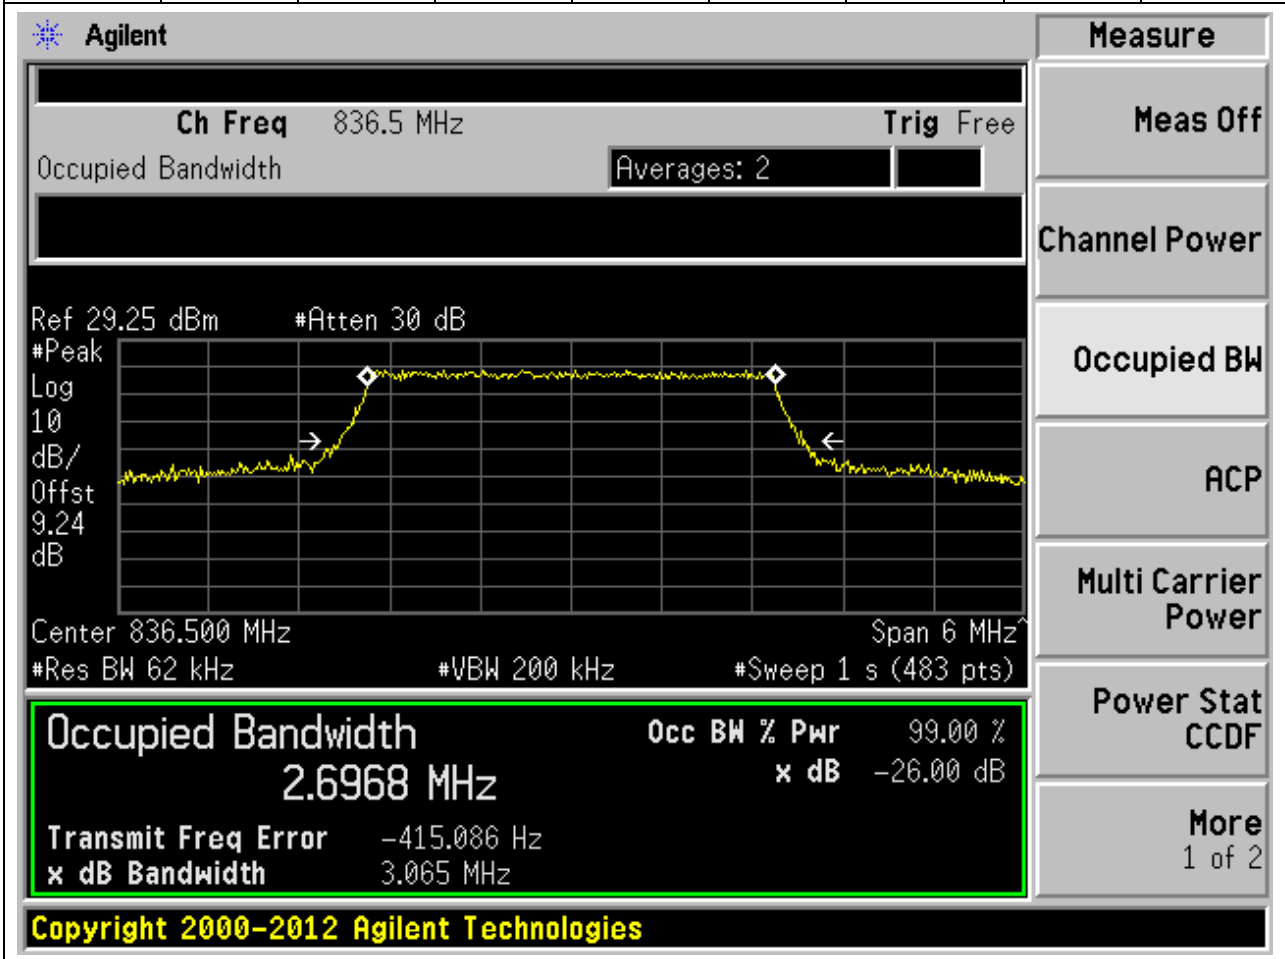 Agilent
Measure
Ch Freq 836.5 MHz Trig Free
Meas Off
Occupied Bandwidth Averages: 2
Channel Power
Ref 29.25 dBm #Atten 30 dB
#Peak
Log
10
dB/
Offst
9.24
dB
Occupied BW
ACP
Multi Carrier
Power
Center 836.500 MHz Span 6 MHz^
#Res BW 62 kHz #VBW 200 kHz #Sweep 1 s (483 pts)
Power Stat
CCDF
Occupied Bandwidth Occ BW % Pwr 99.00 %
2.6968 MHz x dB -26.00 dB
Transmit Freq Error -415.086 Hz
x dB Bandwidth 3.065 MHz
More
1 of 2
Copyright 2000-2012 Agilent Technologies